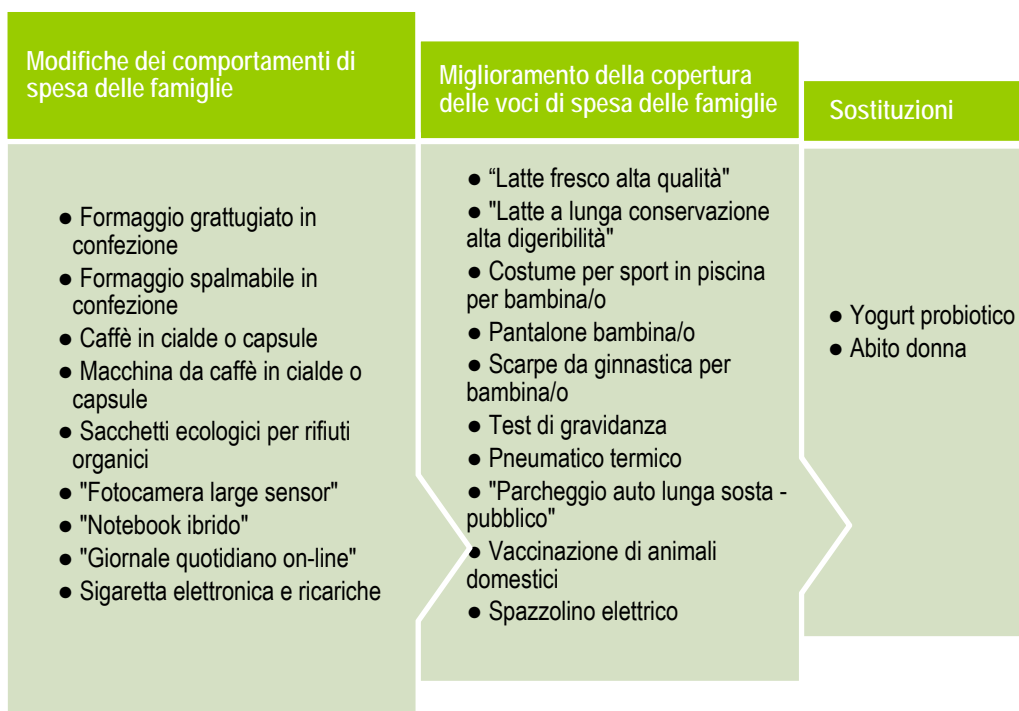 Modifiche dei comportamenti di
spesa delle famiglie
● Formaggio grattugiato in
confezione
● Formaggio spalmabile in
confezione
● Caffè in cialde o capsule
● Macchina da caffè in cialde o
capsule
● Sacchetti ecologici per rifiuti
organici
● "Fotocamera large sensor"
● "Notebook ibrido"
● "Giornale quotidiano on-line"
● Sigaretta elettronica e ricariche
Miglioramento della copertura
delle voci di spesa delle famiglie
● “Latte fresco alta qualità"
● "Latte a lunga conservazione
alta digeribilità"
● Costume per sport in piscina
per bambina/o
● Pantalone bambina/o
● Scarpe da ginnastica per
bambina/o
● Test di gravidanza
● Pneumatico termico
● "Parcheggio auto lunga sosta -
pubblico"
● Vaccinazione di animali
domestici
● Spazzolino elettrico
Sostituzioni
● Yogurt probiotico
● Abito donna